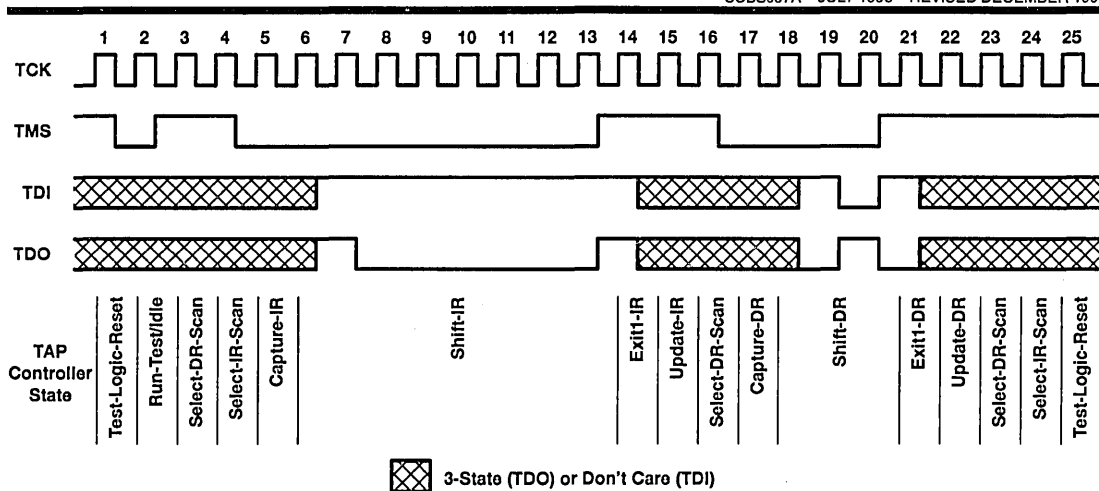 1 2 3 4 5 6 7 8 9 10 11 12 13 14 15 16 17 18 19 20 21 22 23 24 25
TCK
TMS
TDI
TDO
TAP
Controller
State
Test-Logic-Reset
Run-Test/Idle
Select-DR-Scan
Select-IR-Scan
Capture-IR
Shift-IR
Exit1-IR
Update-IR
Select-DR-Scan
Capture-DR
Shift-DR
Exit1-DR
Update-DR
Select-DR-Scan
Select-IR-Scan
Test-Logic-Reset
3-State (TDO) or Don't Care (TDI)